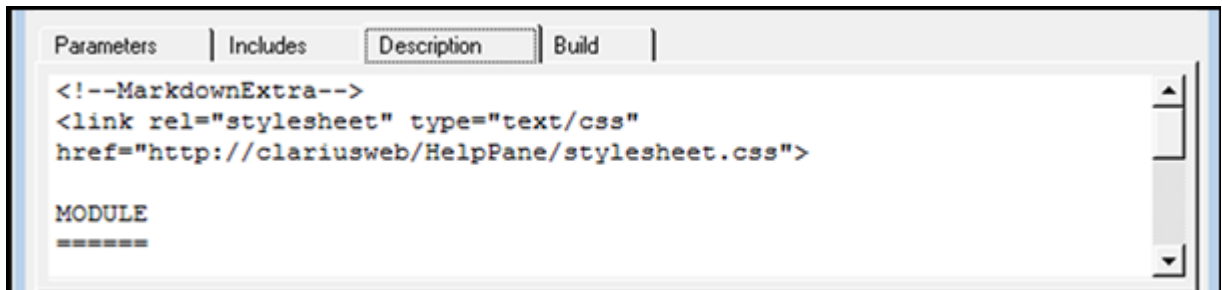 Parameters Includes Description Build
<!--MarkdownExtra-->
<link rel="stylesheet" type="text/css"
href="http://clariusweb/HelpPane/stylesheet.css">
MODULE
======